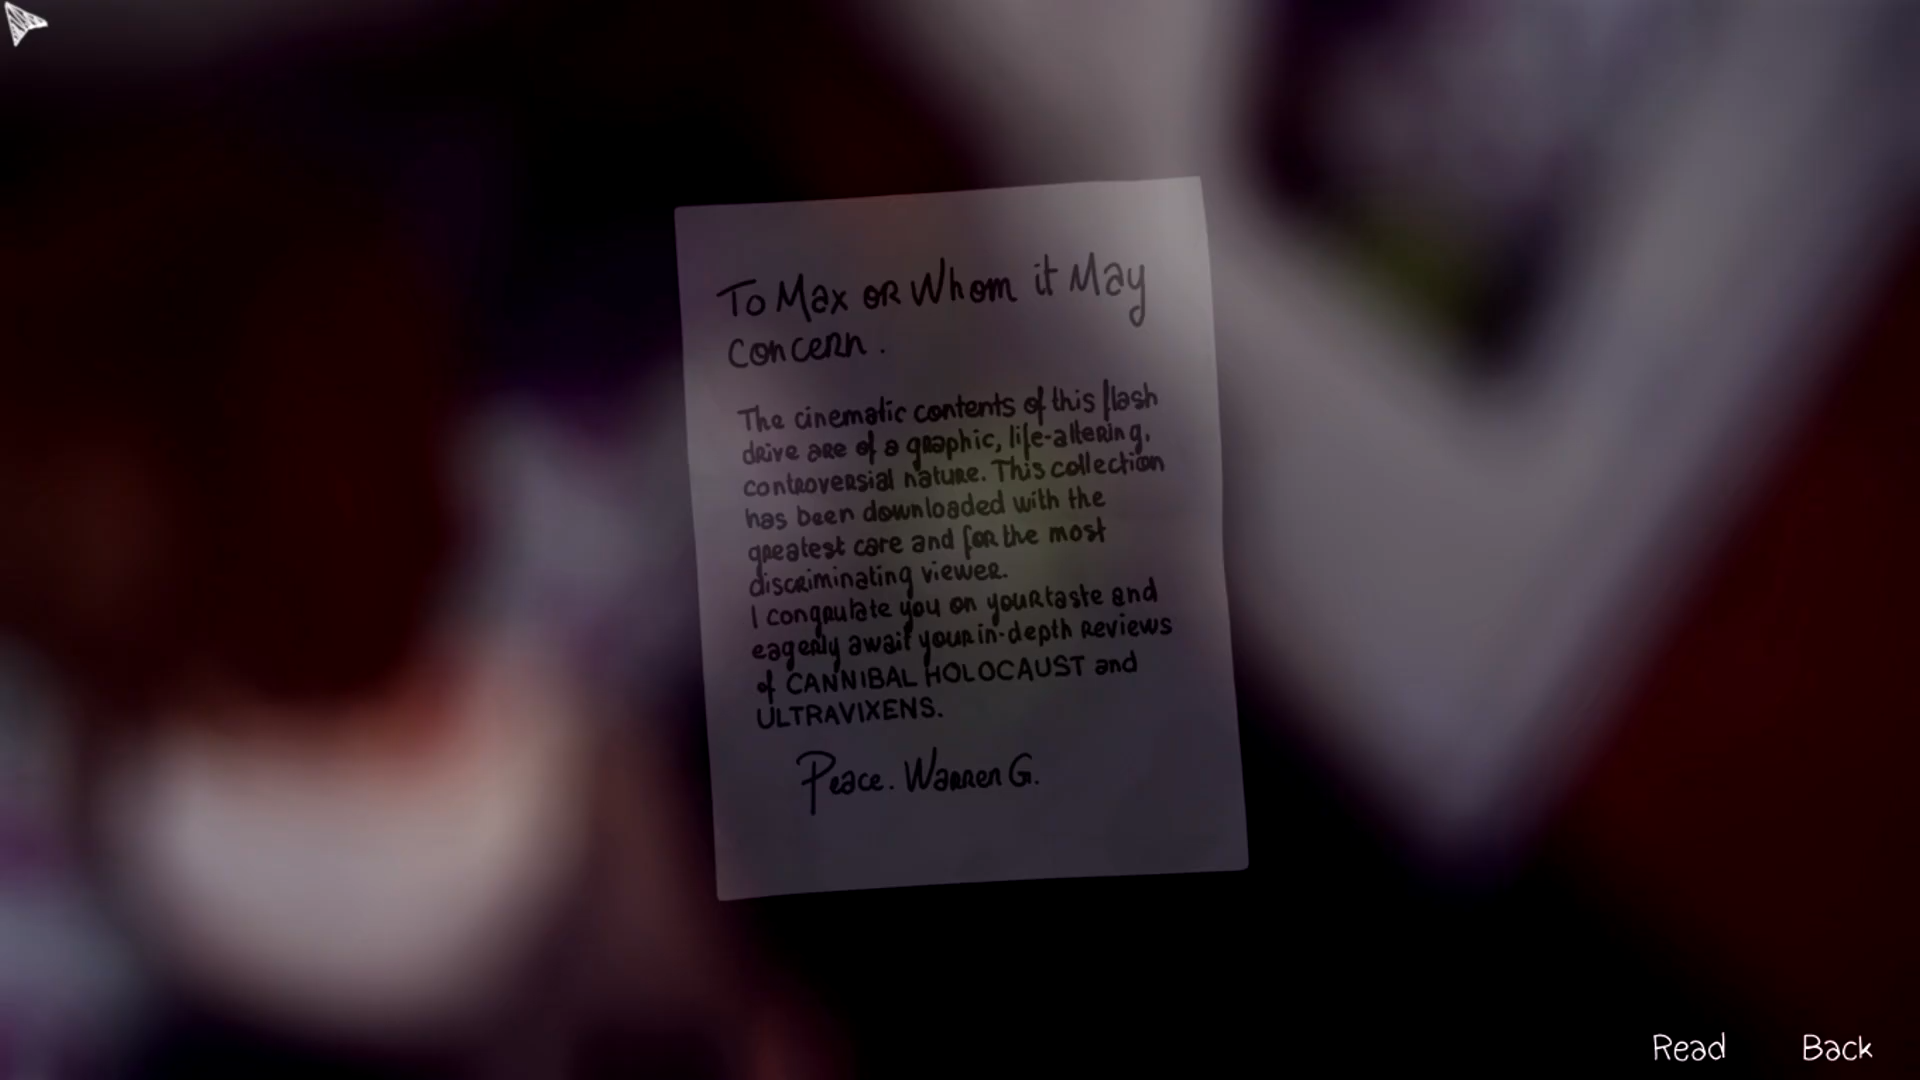 To Max or Whom it May
Concern.
The cinematic contents of this flash
drive are of a graphic, life-altering,
controversial nature. This collection
has been downloaded with the
greatest care and for the most
discriminating viewer.
I congrulate you on your taste and
eagerly await your in-depth reviews
of CANNIBAL HOLOCAUST and
ULTRAVIXENS.
Peace. Warren G.
Read Back